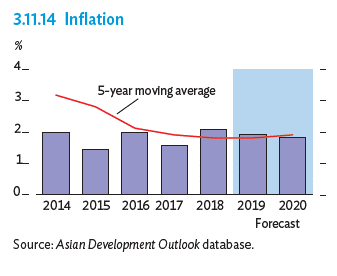 3.11.14 Inflation
%
4
5-year moving average
3
2
1
0
2014 2015 2016 2017 2018 2019 2020
Forecast
Source: Asian Development Outlook database.